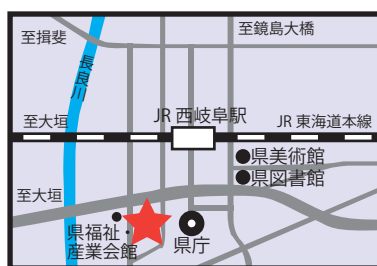 至揖斐
至鏡島大橋
長良川
JR 西岐阜駅
至大垣
JR 東海道本線
●県美術館
●県図書館
至大垣
県福祉・
産業会館
県庁